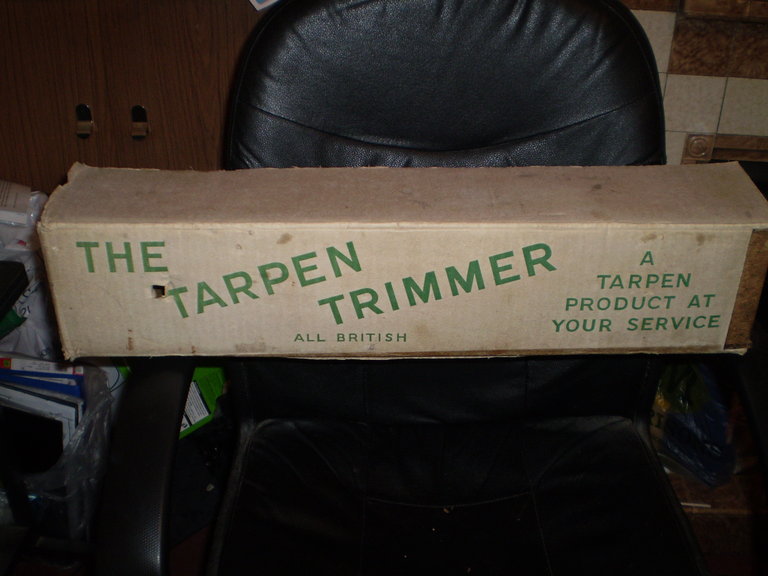 THE
TARPEN
TRIMMER
ALL BRITISH
A
TARPEN
PRODUCT AT
YOUR SERVICE